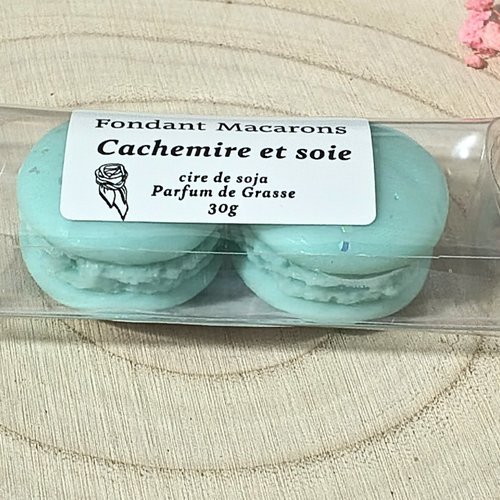 Fondant Macarons
Cachemire et soie
cire de soja
Parfum de Grasse
30g